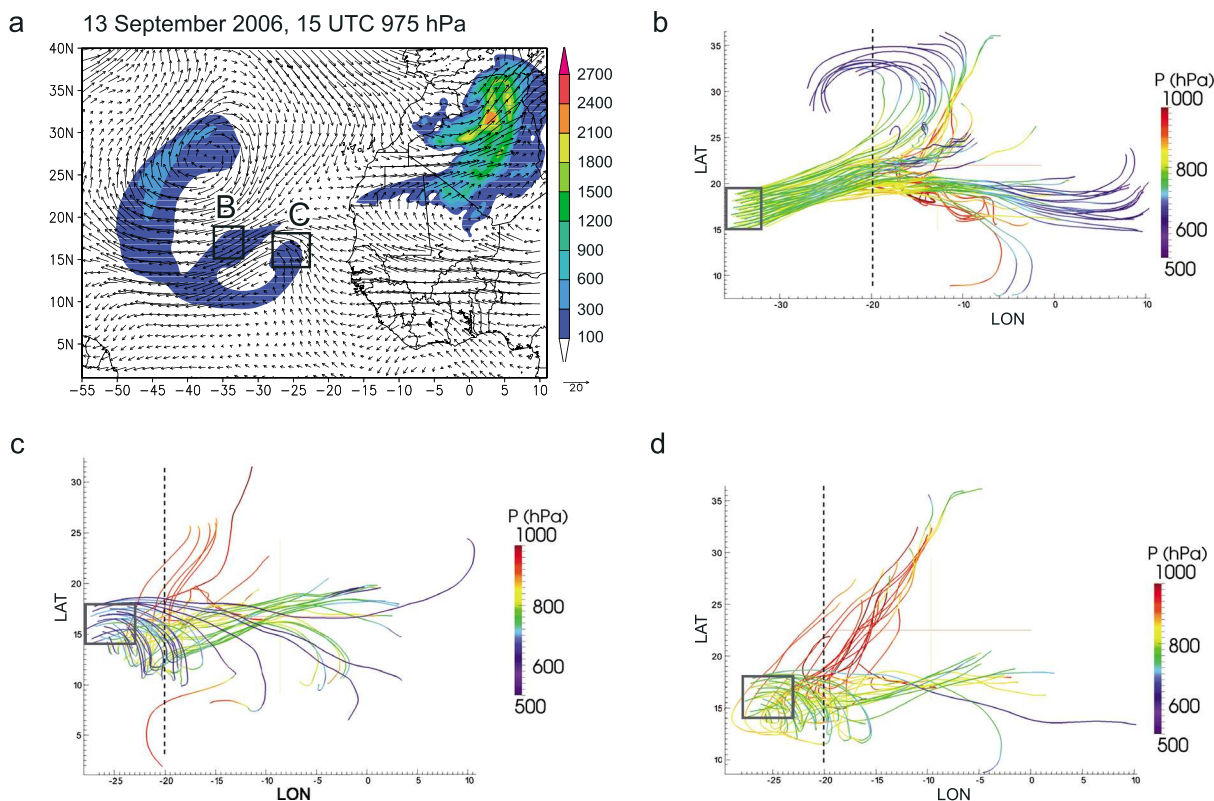 a
13 September 2006, 15 UTC 975 hPa
40N
35N
30N
25N
20N
15N
10N
5N
B
C
−55 −50 −45 −40 −35 −30 −25 −20 −15 −10 −5 0 5 10
20
2700
2400
2100
1800
1500
1200
900
600
300
100
b
LAT
35
30
25
20
15
10
-30 -20 -10 0 10
LON
P (hPa)
1000
800
600
500
c
LAT
30
25
20
15
10
5
-25 -20 -15 -10 -5 0 5 10
LON
P (hPa)
1000
800
600
500
d
LAT
35
30
25
20
15
10
-25 -20 -15 -10 -5 0 5 10
LON
P (hPa)
1000
800
600
500